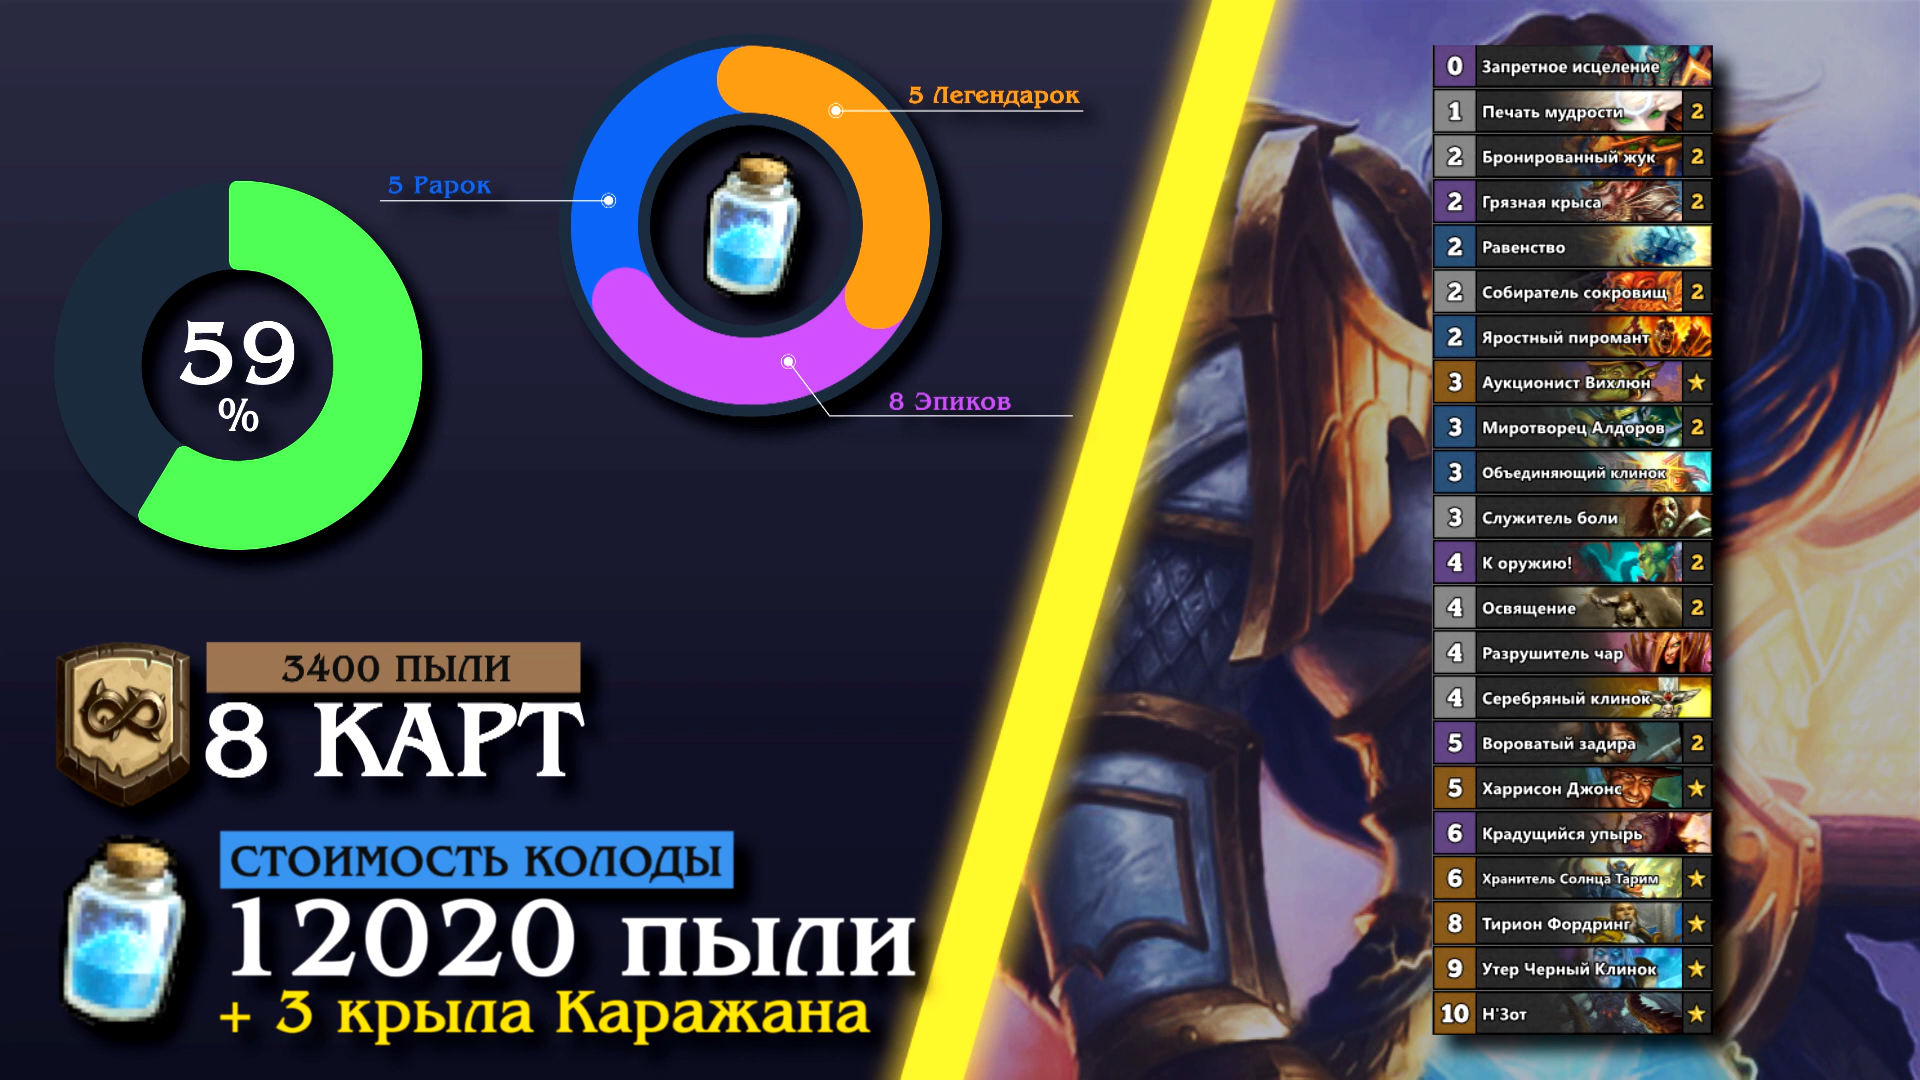 5 Легендарок
5 Рарок
8 Эпиков
59
%
3400 ПЫЛИ
8 КАРТ
СТОИМОСТЬ КОЛОДЫ
12020 пыли
+ 3 крыла Каражана
0 Запретное исцеление
1 Печать мудрости 2
2 Бронированный жук 2
2 Грязная крыса 2
2 Равенство
2 Собиратель сокровищ 2
2 Яростный пиромант
3 Аукционист Вихлюн
3 Миротворец Алдоров 2
3 Объединяющий клинок
3 Служитель боли
4 К оружию! 2
4 Освящение 2
4 Разрушитель чар
4 Серебряный клинок
5 Вороватый задира 2
5 Харрисон Джонс
6 Крадущийся упырь
6 Хранитель Солнца Тарим
8 Тирион Фордринг
9 Утер Черный Клинок
10 Н'Зот